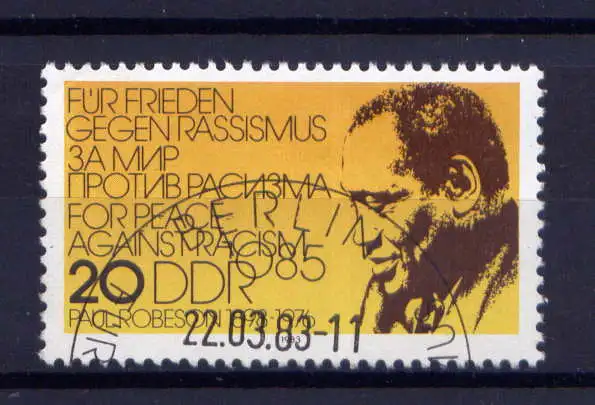 FÜR FRIEDEN
GEGEN RASSISMUS
ЗА МИР
ПРОТИВ РАСИЗМА
FOR PEACE
AGAINST RACISM
BERLIN
1085
20 DDR
PAUL ROBESON 1898-1976
22.03.83-11
1983